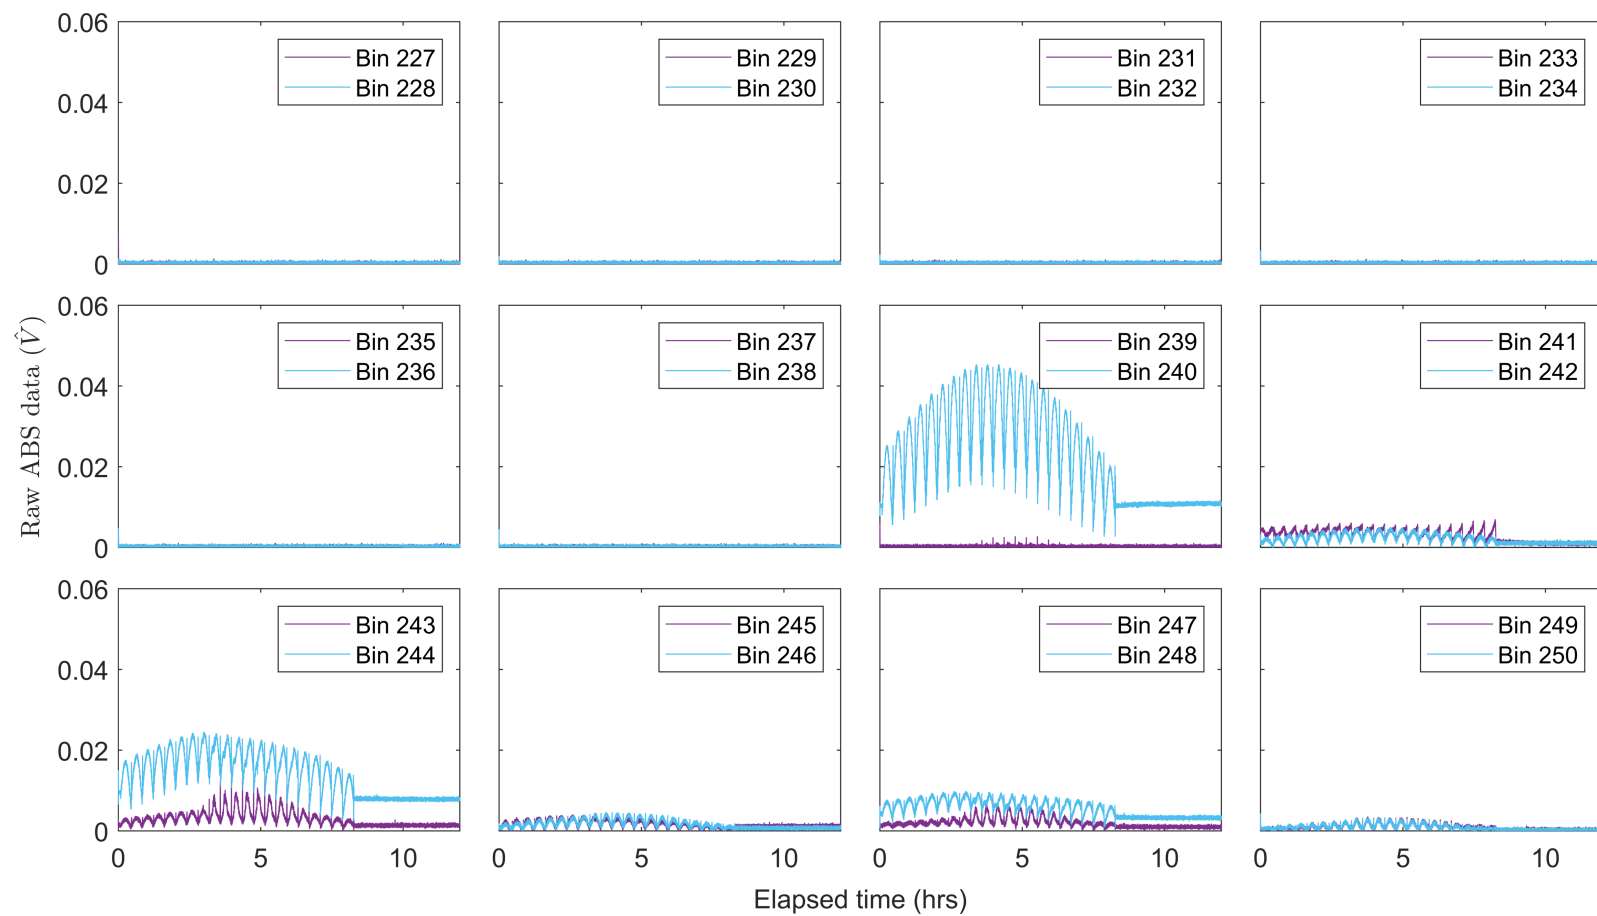 0.06
0.04
0.02
0
Bin 227
Bin 228
Bin 229
Bin 230
Bin 231
Bin 232
Bin 233
Bin 234
Raw ABS data (V̂)
0.06
0.04
0.02
0
Bin 235
Bin 236
Bin 237
Bin 238
Bin 239
Bin 240
Bin 241
Bin 242
0.06
0.04
0.02
0
Bin 243
Bin 244
Bin 245
Bin 246
Bin 247
Bin 248
Bin 249
Bin 250
0 5 10
0 5 10
0 5 10
0 5 10
Elapsed time (hrs)